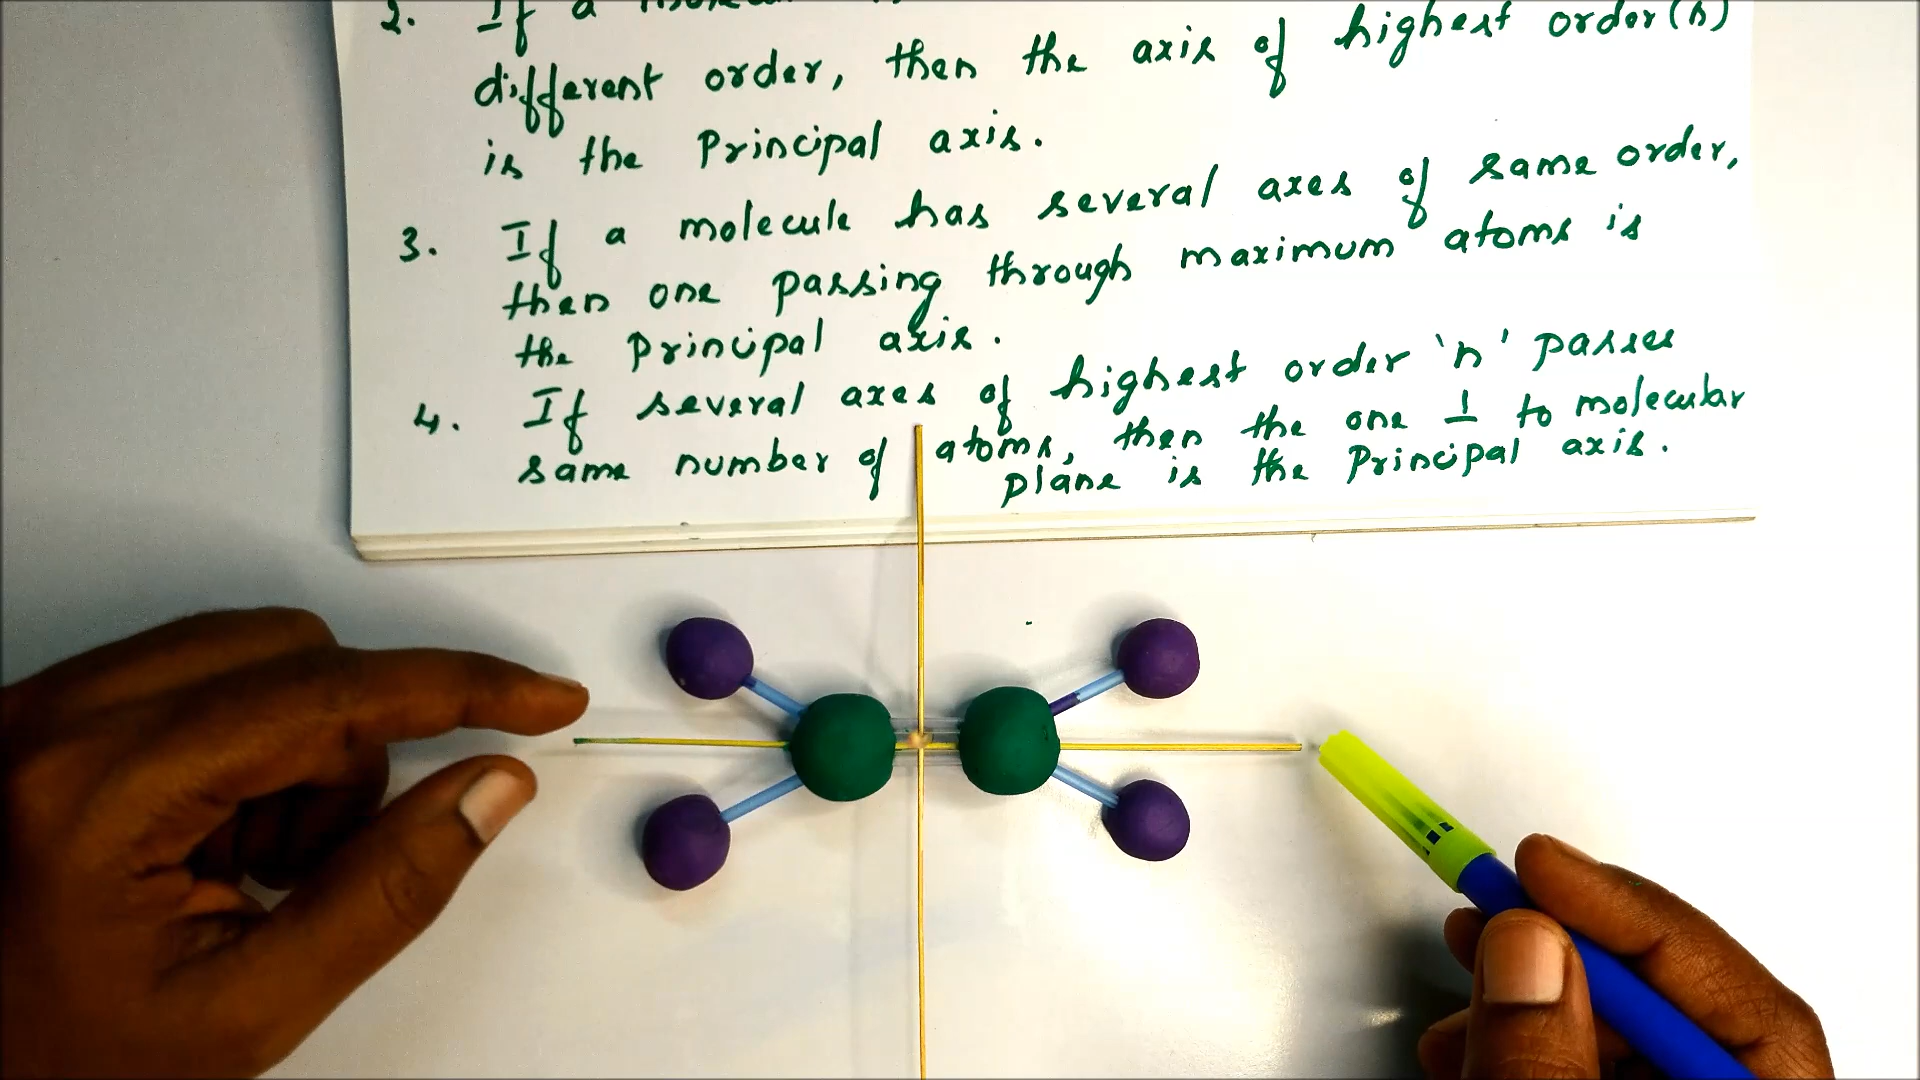 2. If a
different order, then the axis of highest order(n)
is the Principal axis.
3. If a molecule has several axes of same order,
then one passing through maximum atoms is
the Principal axis.
4. If several axes of highest order 'n' passes
same number of atoms, then the one ⊥ to molecular
plane is the Principal axis.